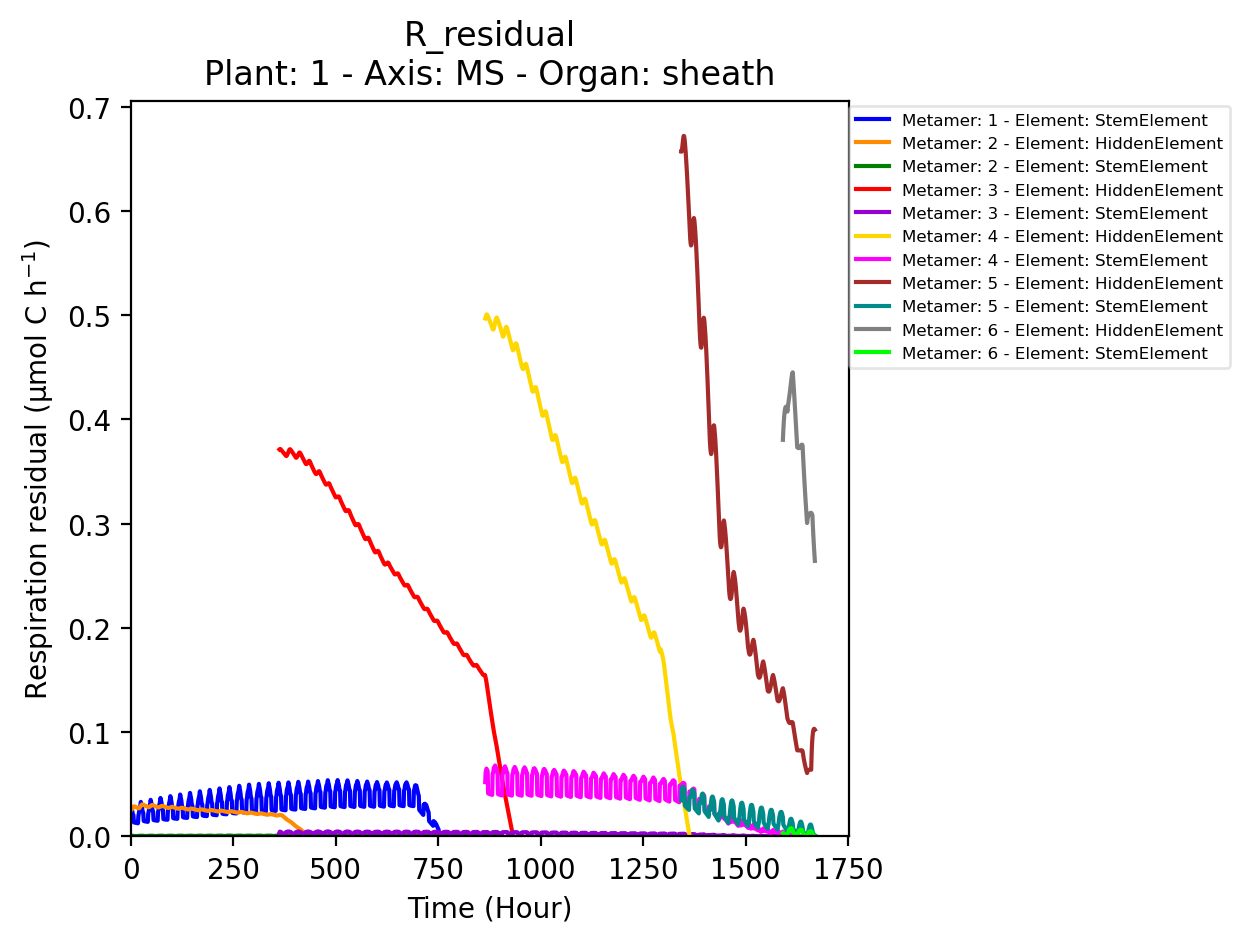 R_residual
Plant: 1 - Axis: MS - Organ: sheath
Respiration residual (µmol C h⁻¹)
0.7
0.6
0.5
0.4
0.3
0.2
0.1
0.0
0 250 500 750 1000 1250 1500 1750
Time (Hour)
Metamer: 1 - Element: StemElement
Metamer: 2 - Element: HiddenElement
Metamer: 2 - Element: StemElement
Metamer: 3 - Element: HiddenElement
Metamer: 3 - Element: StemElement
Metamer: 4 - Element: HiddenElement
Metamer: 4 - Element: StemElement
Metamer: 5 - Element: HiddenElement
Metamer: 5 - Element: StemElement
Metamer: 6 - Element: HiddenElement
Metamer: 6 - Element: StemElement